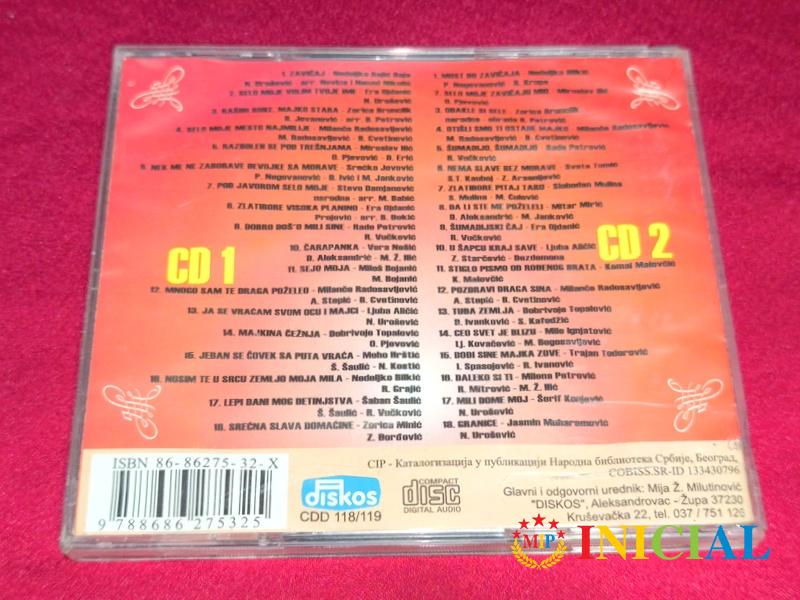 1. ZAVIČAJ - Nedeljko Bajić Baja
N. Urošević - arr. Novica i Nenad Nikolić
2. SELO MOJE VOLIM TVOJE IME - Era Ojdanić
N. Urošević
3. KAŠNU BRIŽ, MAJKO STARA - Zorica Brunclik
D. Jovanović - arr. B. Petrović
4. SELO MOJE MESTO NAJMILIJE - Milanče Radosavljević
M. Radosavljević - B. Cvetinović
5. RAZBOLEH SE POD TREŠNJAMA - Miroslav Ilić
O. Pjevović - D. Erić
6. NEK ME NE ZABORAVE DEVOJKE SA MORAVE - Srećko Jovović
P. Negovanović - D. Ivić i M. Janković
7. POD JAVOROM SELO MOJE - Stevo Damjanović
narodna - arr. M. Babić
8. ZLATIBORE VISOKA PLANINO - Era Ojdanić
Projović - arr. B. Đokić
9. DOBRO DOŠ'O MILI SINE - Rade Petrović
R. Vučković
10. ČARAPANKA - Vera Nešić
D. Aleksandrić - M. Ž. Ilić
11. SEJO MOJA - Miloš Bojanić
M. Bojanić
12. MNOGO SAM TE DRAGA POŽELEO - Milanče Radosavljević
A. Stepić - B. Cvetinović
13. JA SE VRAĆAM SVOM OCU I MAJCI - Ljuba Aličić
N. Urošević
14. MAJKINA ČEŽNJA - Dobrivoje Topalović
O. Pjevović
15. JEDAN SE ČOVEK SA PUTA VRAĆA - Meho Hrštić
Š. Šaulić - N. Kostić
16. NOSIM TE U SRCU ZEMLJO MOJA MILA - Nedeljko Bilkić
R. Grajić
17. LEPI DANI MOG DETINJSTVA - Šaban Šaulić
Š. Šaulić - R. Vučković
18. SREĆNA SLAVA DOMAĆINE - Zorica Minić
Z. Đorđović
CD 1
1. MOST DO ZAVIČAJA - Nedeljko Bilkić
P. Negovanović - B. Kropa
2. SELO MOJE ZAVIČAJU MIO - Miroslav Ilić
O. Pjevović
3. ODAKLE SI SELE - Zorica Brunclik
narodna - obrada B. Petrović
4. OTIŠLI SMO TI OSTARE MAJKO - Milanče Radosavljević
M. Radosavljević - B. Cvetinović
5. ŠUMADIJO, ŠUMADIJO - Rade Petrović
R. Vučković
6. NEMA SLAVE BEZ MORAVE - Sveta Tomić
S.T. Kauboj - Z. Arsenijević
7. ZLATIBORE PITAJ TARU - Slobodan Mulina
S. Mulina - M. Čolović
8. DA LI STE ME POŽELELI - Mitar Mirić
D. Aleksandrić - M. Janković
9. ŠUMADIJSKI ČAJ - Era Ojdanić
R. Vučković
10. U ŠAPCU KRAJ SAVE - Ljuba Aličić
Z. Starčević - Bezdomona
11. STIGLO PISMO OD ROĐENOG BRATA - Kemal Malovčić
K. Malovčić
12. POZDRAVI DRAGA SINA - Milanče Radosavljević
A. Stepić - B. Cvetinović
13. TUĐA ZEMLJA - Dobrivoje Topalović
D. Ivanković - S. Kafedžić
14. CEO SVET JE BLIZU - Mile Ignjatović
Lj. Kovačević - M. Bogosavljević
15. DOĐI SINE MAJKA ZOVE - Trajan Todorović
I. Spasojević - R. Ivanović
16. DALEKO SI TI - Milena Petrović
R. Mitrović - M. Ž. Ilić
17. MILI DOME MOJ - Šerif Konjević
N. Urošević
18. GRANICE - Jasmin Muharemović
N. Urošević
CD 2
ISBN 86-86275-32-X
9 788686 275325
diskos
CDD 118/119
COMPACT
disc
DIGITAL AUDIO
CIP - Каталогизација у публикацији Народна библиотека Србије, Београд,
COBISS.SR-ID 133430796
Glavni i odgovorni urednik: Mija Ž. Milutinović
"DISKOS", Aleksandrovac - Župa 37230
Kruševačka 22, tel. 037 / 751 126
MIP
INICIAL